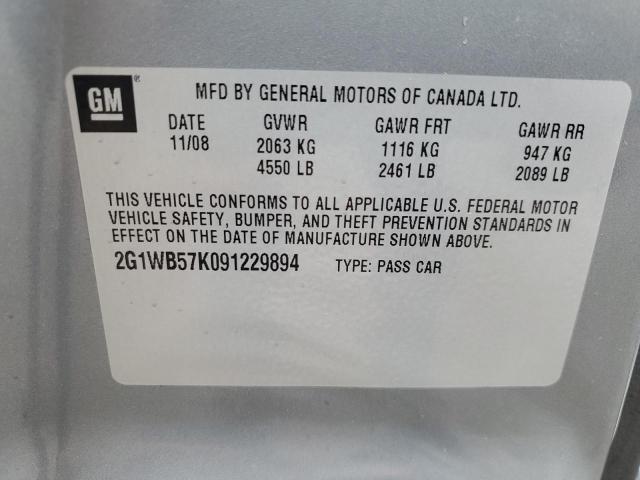 GM ®
MFD BY GENERAL MOTORS OF CANADA LTD.
DATE GVWR GAWR FRT GAWR RR
11/08 2063 KG 1116 KG 947 KG
4550 LB 2461 LB 2089 LB
THIS VEHICLE CONFORMS TO ALL APPLICABLE U.S. FEDERAL MOTOR
VEHICLE SAFETY, BUMPER, AND THEFT PREVENTION STANDARDS IN
EFFECT ON THE DATE OF MANUFACTURE SHOWN ABOVE.
2G1WB57K091229894 TYPE: PASS CAR